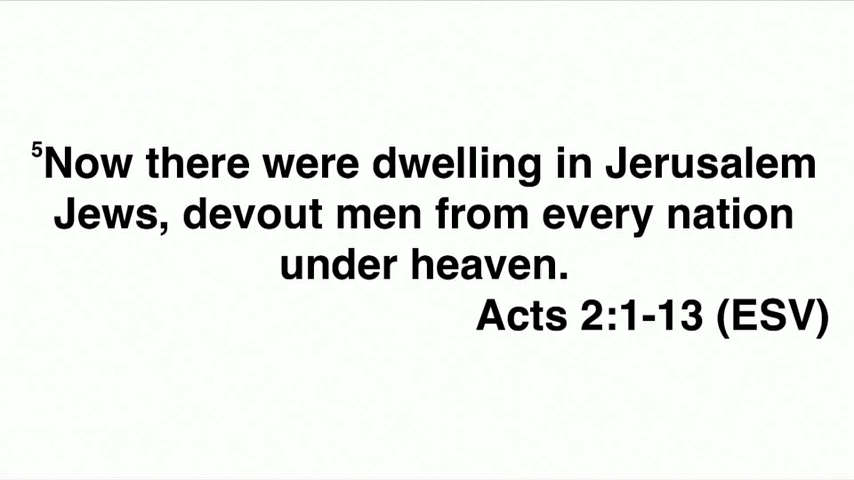 ⁵Now there were dwelling in Jerusalem
Jews, devout men from every nation
under heaven.
Acts 2:1-13 (ESV)